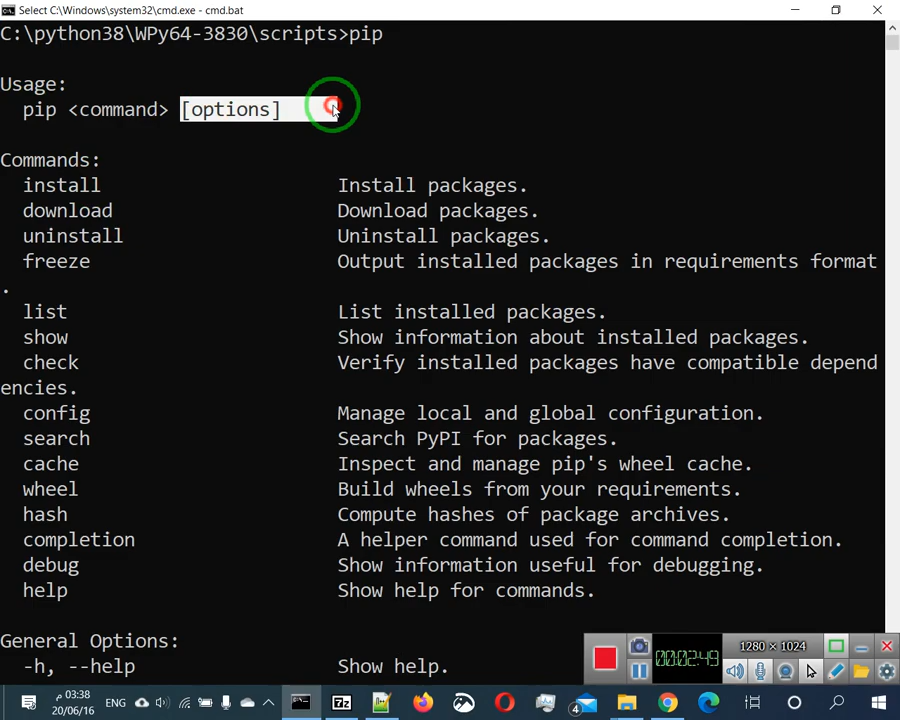 Select C:\Windows\system32\cmd.exe - cmd.bat
C:\python38\WPy64-3830\scripts>pip
Usage:
pip <command> [options]
Commands:
install Install packages.
download Download packages.
uninstall Uninstall packages.
freeze Output installed packages in requirements format
.
list List installed packages.
show Show information about installed packages.
check Verify installed packages have compatible depend
encies.
config Manage local and global configuration.
search Search PyPI for packages.
cache Inspect and manage pip's wheel cache.
wheel Build wheels from your requirements.
hash Compute hashes of package archives.
completion A helper command used for command completion.
debug Show information useful for debugging.
help Show help for commands.
General Options:
-h, --help Show help.
1280 × 1024
00:02:49
03:38 م
20/06/16
ENG
7z
4